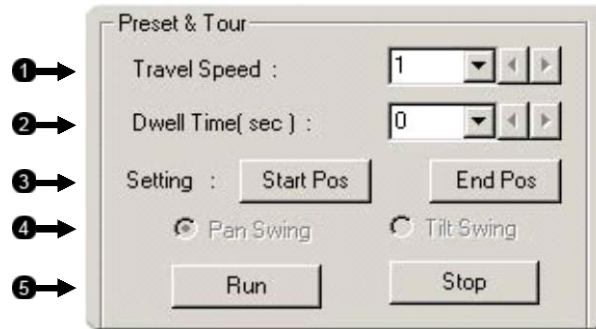 Preset & Tour
1 Travel Speed : 1
2 Dwell Time( sec ) : 0
3 Setting : Start Pos End Pos
4 Pan Swing Tilt Swing
5 Run Stop